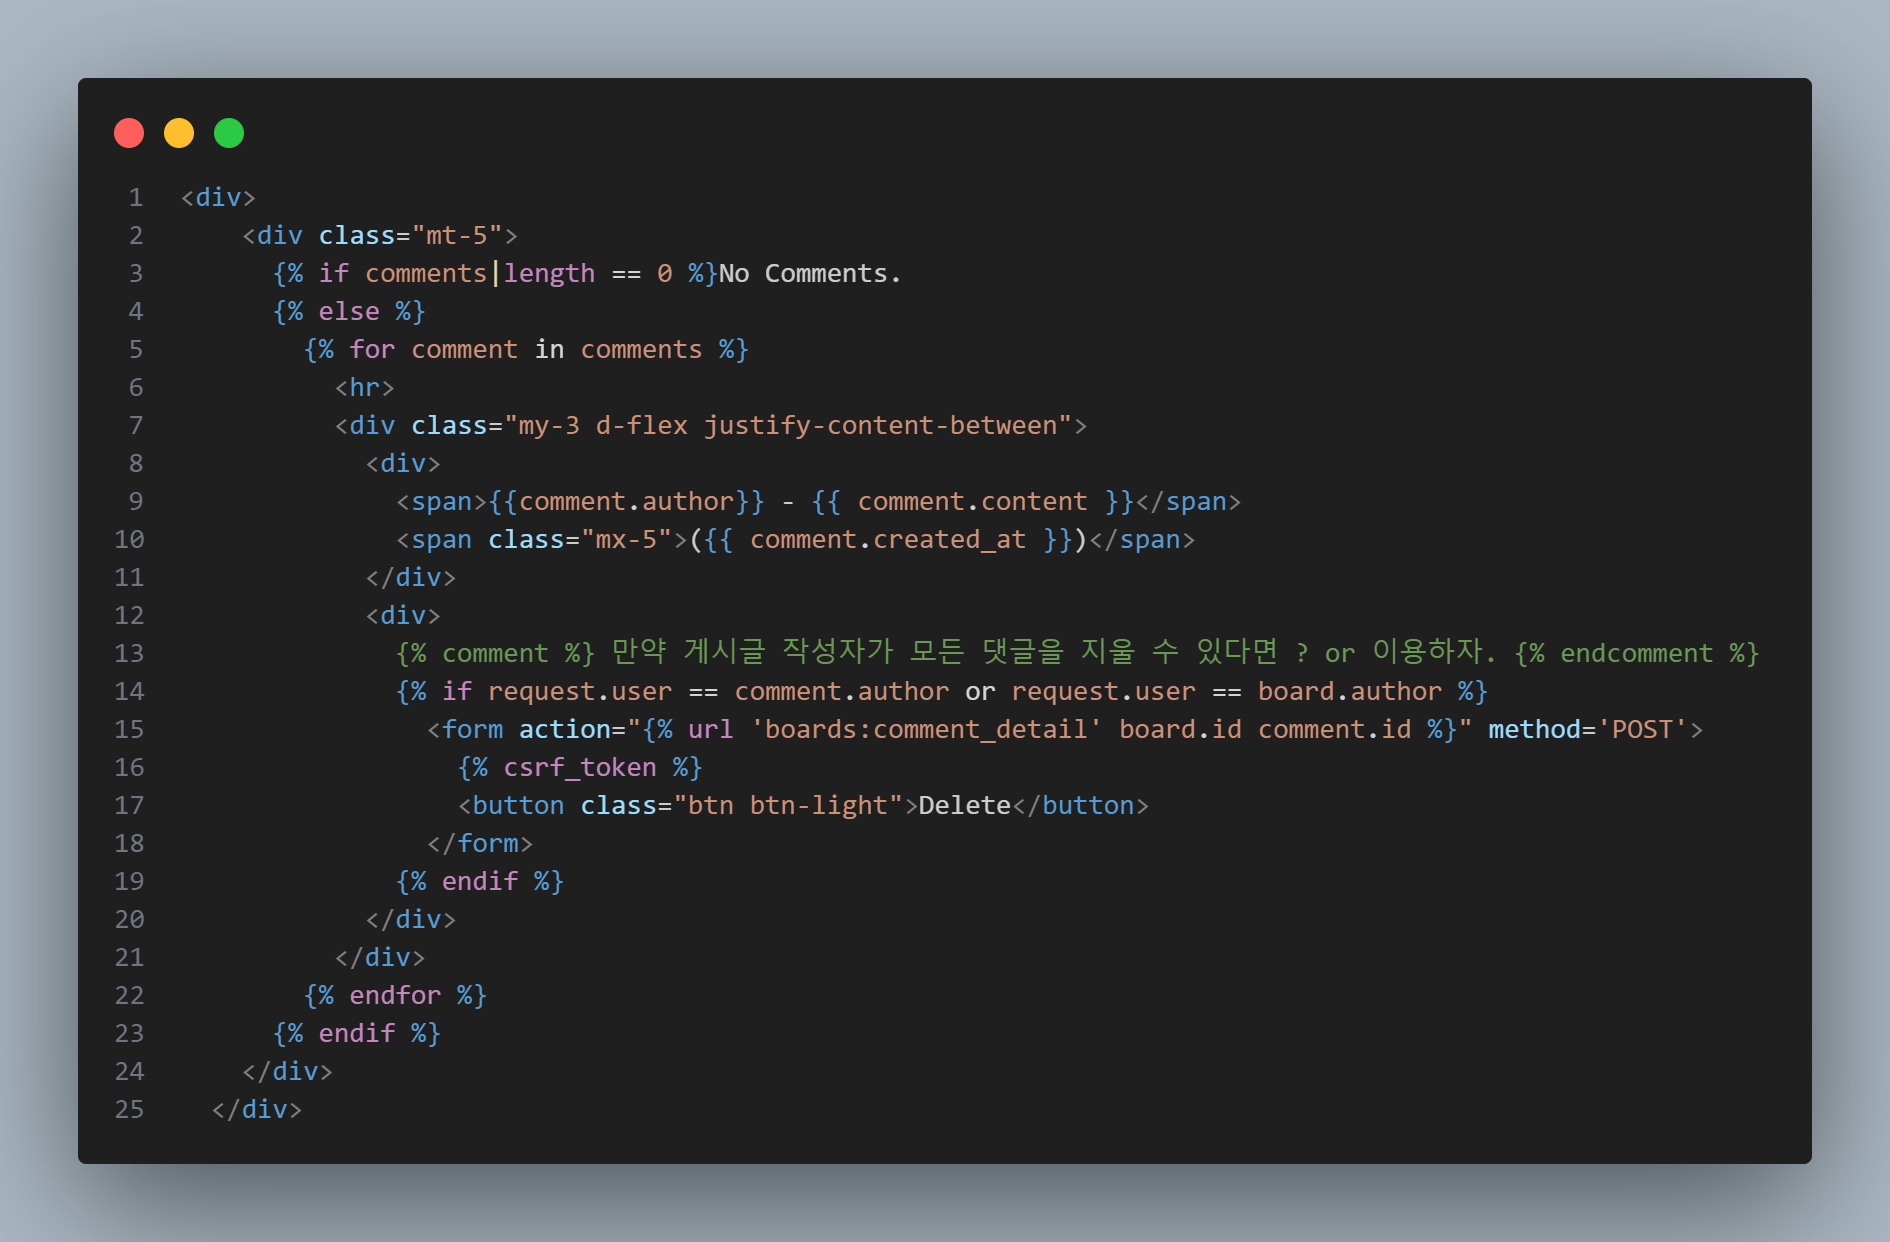 1 <div>
2     <div class="mt-5">
3       {% if comments|length == 0 %}No Comments.
4       {% else %}
5         {% for comment in comments %}
6           <hr>
7           <div class="my-3 d-flex justify-content-between">
8             <div>
9               <span>{{comment.author}} - {{ comment.content }}</span>
10               <span class="mx-5">({{ comment.created_at }})</span>
11             </div>
12             <div>
13               {% comment %} 만약 게시글 작성자가 모든 댓글을 지울 수 있다면 ? or 이용하자. {% endcomment %}
14               {% if request.user == comment.author or request.user == board.author %}
15                 <form action="{% url 'boards:comment_detail' board.id comment.id %}" method='POST'>
16                   {% csrf_token %}
17                   <button class="btn btn-light">Delete</button>
18                 </form>
19               {% endif %}
20             </div>
21           </div>
22         {% endfor %}
23       {% endif %}
24     </div>
25   </div>